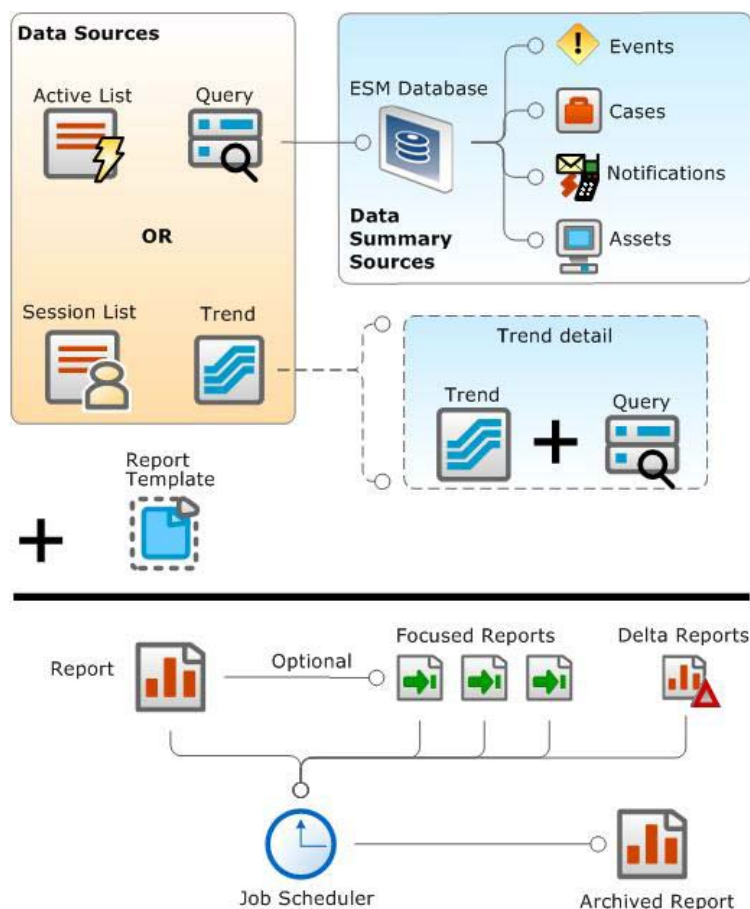 Data Sources
Active List
Query
OR
Session List
Trend
ESM Database
Data
Summary
Sources
Events
Cases
Notifications
Assets
Trend detail
Trend
Query
Report
Template
Report
Optional
Focused Reports
Delta Reports
Job Scheduler
Archived Report